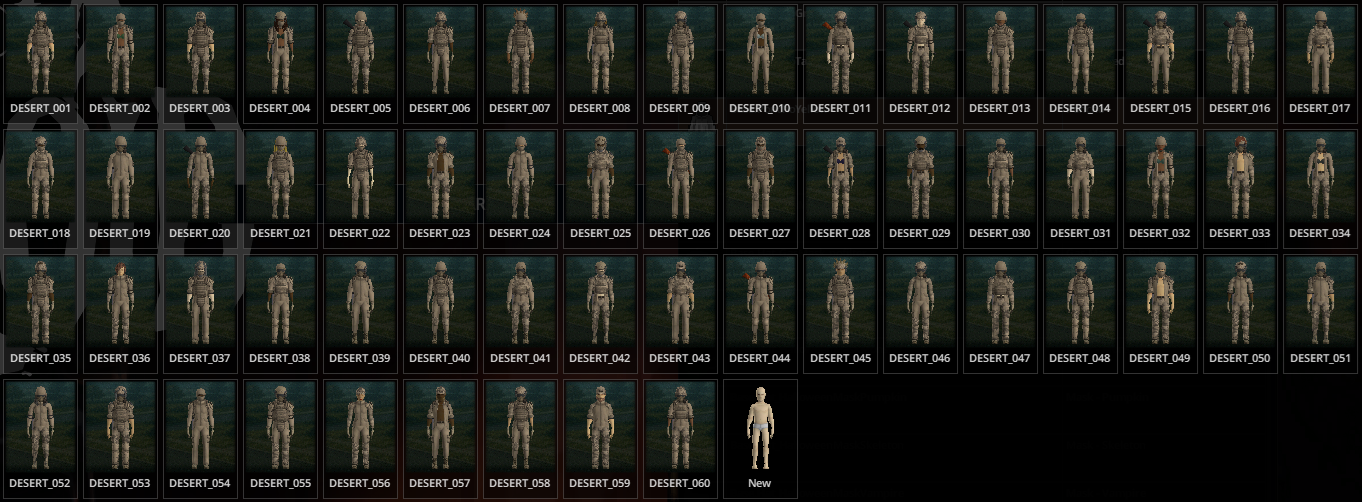 DESERT_001 DESERT_002 DESERT_003 DESERT_004 DESERT_005 DESERT_006 DESERT_007 DESERT_008 DESERT_009 DESERT_010 DESERT_011 DESERT_012 DESERT_013 DESERT_014 DESERT_015 DESERT_016 DESERT_017
DESERT_018 DESERT_019 DESERT_020 DESERT_021 DESERT_022 DESERT_023 DESERT_024 DESERT_025 DESERT_026 DESERT_027 DESERT_028 DESERT_029 DESERT_030 DESERT_031 DESERT_032 DESERT_033 DESERT_034
DESERT_035 DESERT_036 DESERT_037 DESERT_038 DESERT_039 DESERT_040 DESERT_041 DESERT_042 DESERT_043 DESERT_044 DESERT_045 DESERT_046 DESERT_047 DESERT_048 DESERT_049 DESERT_050 DESERT_051
DESERT_052 DESERT_053 DESERT_054 DESERT_055 DESERT_056 DESERT_057 DESERT_058 DESERT_059 DESERT_060 New